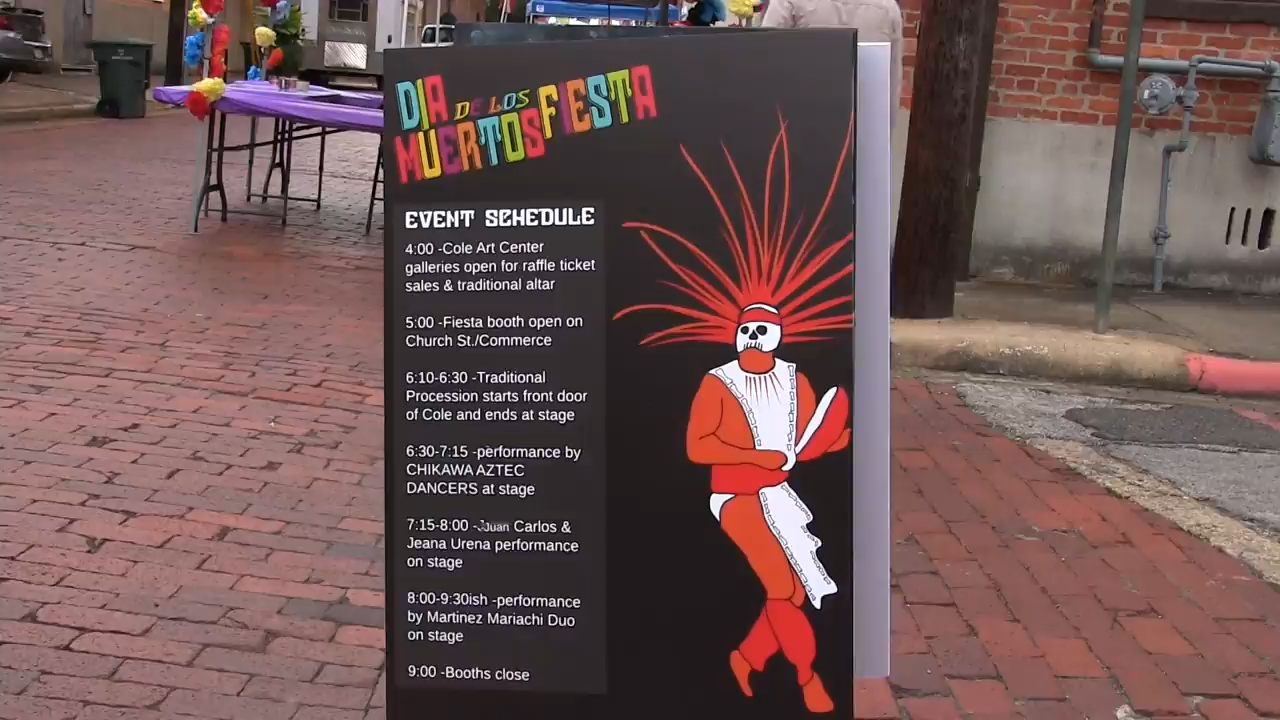 DIA DE LOS
MUERTOS FIESTA
EVENT SCHEDULE
4:00 -Cole Art Center
galleries open for raffle ticket
sales & traditional altar
5:00 -Fiesta booth open on
Church St./Commerce
6:10-6:30 -Traditional
Procession starts front door
of Cole and ends at stage
6:30-7:15 -performance by
CHIKAWA AZTEC
DANCERS at stage
7:15-8:00 -JJuan Carlos &
Jeana Urena performance
on stage
8:00-9:30ish -performance
by Martinez Mariachi Duo
on stage
9:00 -Booths close